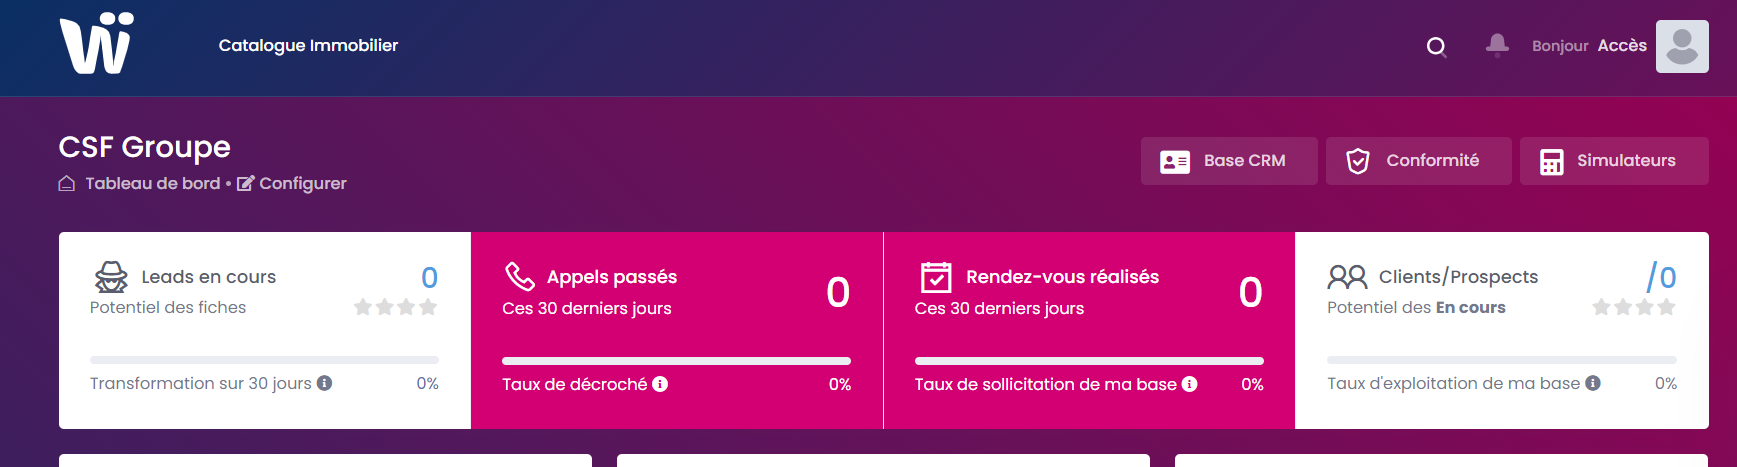 Wï
Catalogue Immobilier
Bonjour Accès
CSF Groupe
Tableau de bord • Configurer
Base CRM
Conformité
Simulateurs
Leads en cours
0
Potentiel des fiches
Transformation sur 30 jours
0%
Appels passés
0
Ces 30 derniers jours
Taux de décroché
0%
Rendez-vous réalisés
0
Ces 30 derniers jours
Taux de sollicitation de ma base
0%
Clients/Prospects
/0
Potentiel des En cours
Taux d'exploitation de ma base
0%